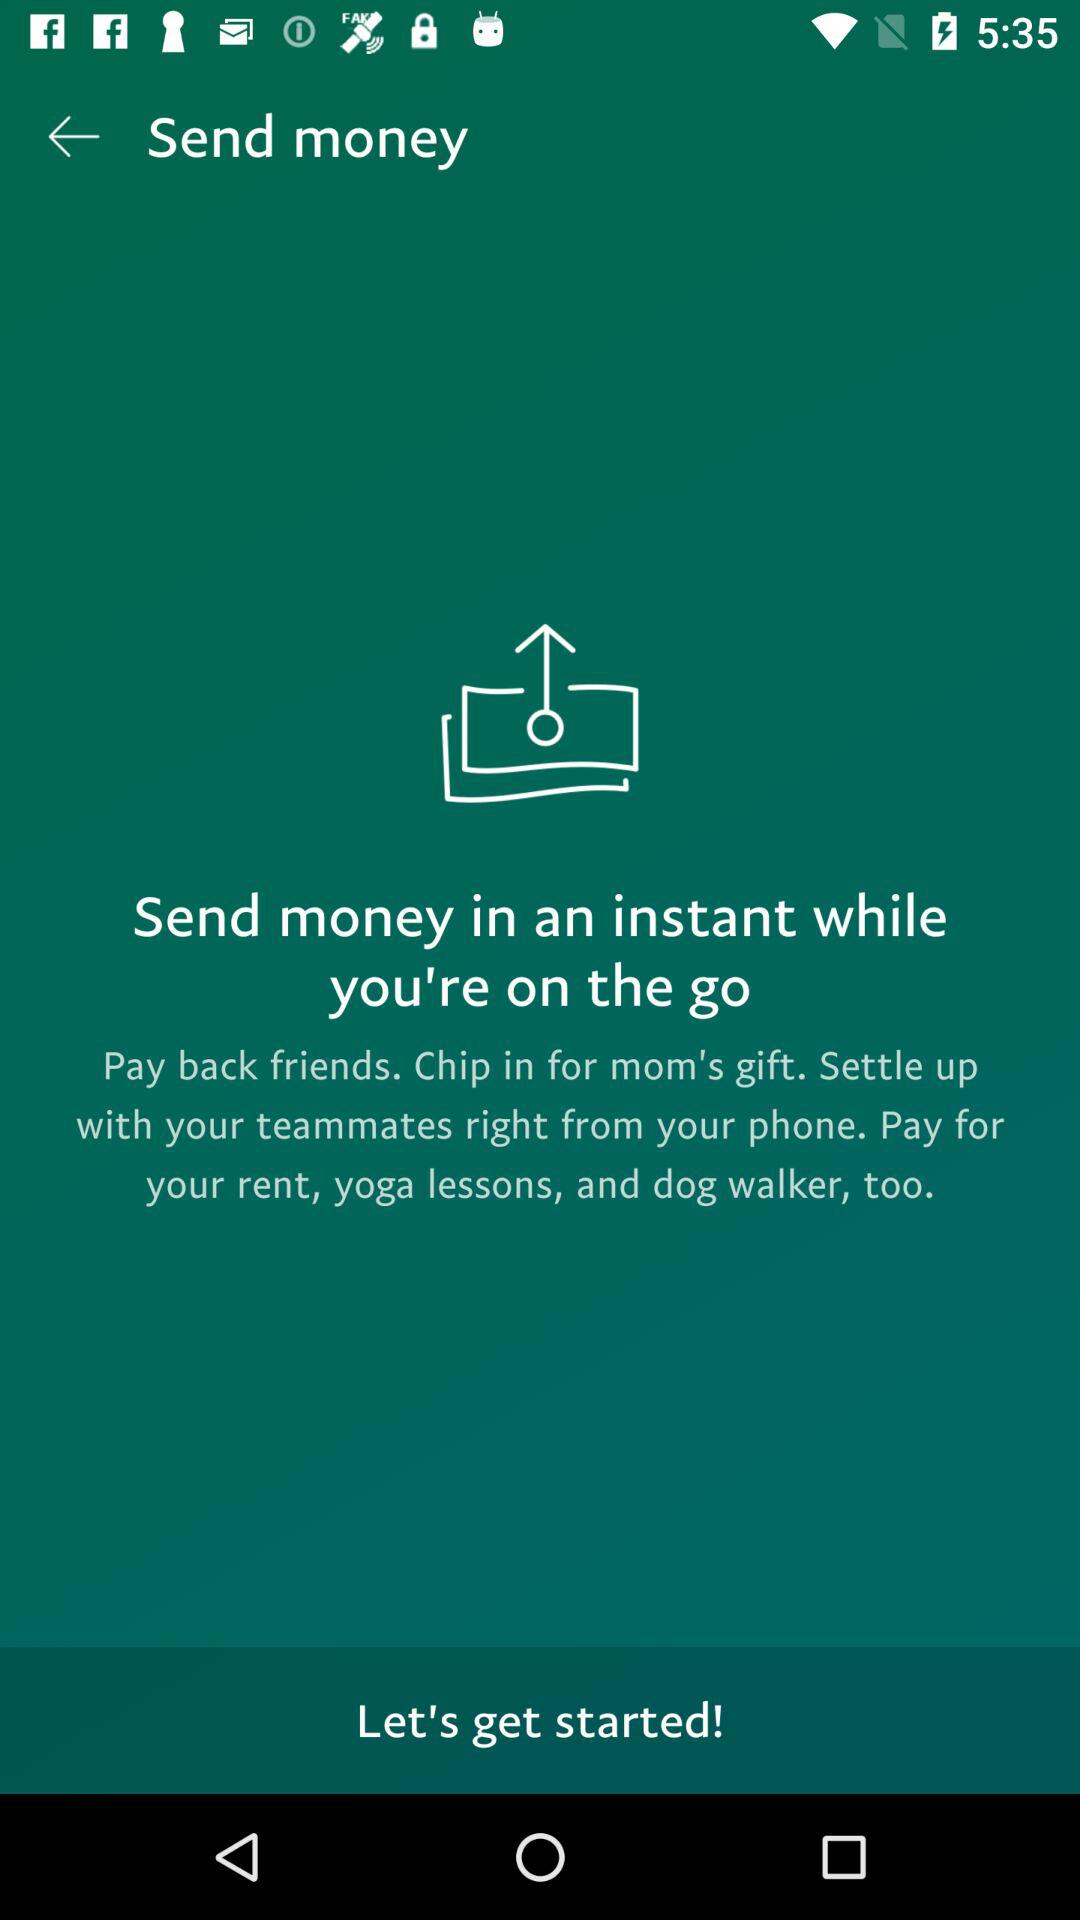 FAKE
5:35
Send money
Send money in an instant while
you're on the go
Pay back friends. Chip in for mom's gift. Settle up
with your teammates right from your phone. Pay for
your rent, yoga lessons, and dog walker, too.
Let's get started!